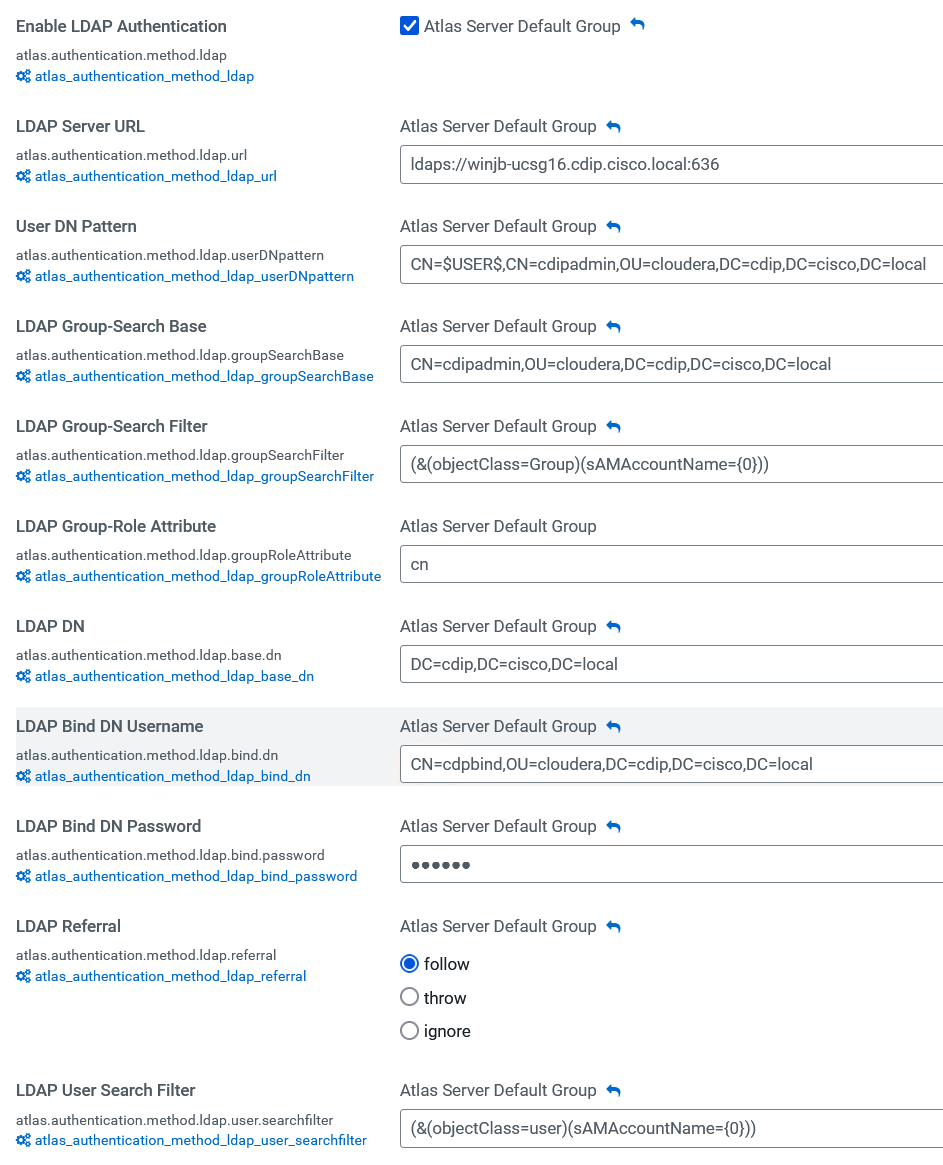 Enable LDAP Authentication
Atlas Server Default Group
atlas.authentication.method.ldap
atlas_authentication_method_ldap
LDAP Server URL
Atlas Server Default Group
atlas.authentication.method.ldap.url
atlas_authentication_method_ldap_url
ldaps://winjb-ucsg16.cdip.cisco.local:636
User DN Pattern
Atlas Server Default Group
atlas.authentication.method.ldap.userDNpattern
atlas_authentication_method_ldap_userDNpattern
CN=$USER$,CN=cdipadmin,OU=cloudera,DC=cdip,DC=cisco,DC=local
LDAP Group-Search Base
Atlas Server Default Group
atlas.authentication.method.ldap.groupSearchBase
atlas_authentication_method_ldap_groupSearchBase
CN=cdipadmin,OU=cloudera,DC=cdip,DC=cisco,DC=local
LDAP Group-Search Filter
Atlas Server Default Group
atlas.authentication.method.ldap.groupSearchFilter
atlas_authentication_method_ldap_groupSearchFilter
(&(objectClass=Group)(sAMAccountName={0}))
LDAP Group-Role Attribute
Atlas Server Default Group
atlas.authentication.method.ldap.groupRoleAttribute
atlas_authentication_method_ldap_groupRoleAttribute
cn
LDAP DN
Atlas Server Default Group
atlas.authentication.method.ldap.base.dn
atlas_authentication_method_ldap_base_dn
DC=cdip,DC=cisco,DC=local
LDAP Bind DN Username
Atlas Server Default Group
atlas.authentication.method.ldap.bind.dn
atlas_authentication_method_ldap_bind_dn
CN=cdpbind,OU=cloudera,DC=cdip,DC=cisco,DC=local
LDAP Bind DN Password
Atlas Server Default Group
atlas.authentication.method.ldap.bind.password
atlas_authentication_method_ldap_bind_password
••••••
LDAP Referral
Atlas Server Default Group
atlas.authentication.method.ldap.referral
atlas_authentication_method_ldap_referral
follow
throw
ignore
LDAP User Search Filter
Atlas Server Default Group
atlas.authentication.method.ldap.user.searchfilter
atlas_authentication_method_ldap_user_searchfilter
(&(objectClass=user)(sAMAccountName={0}))